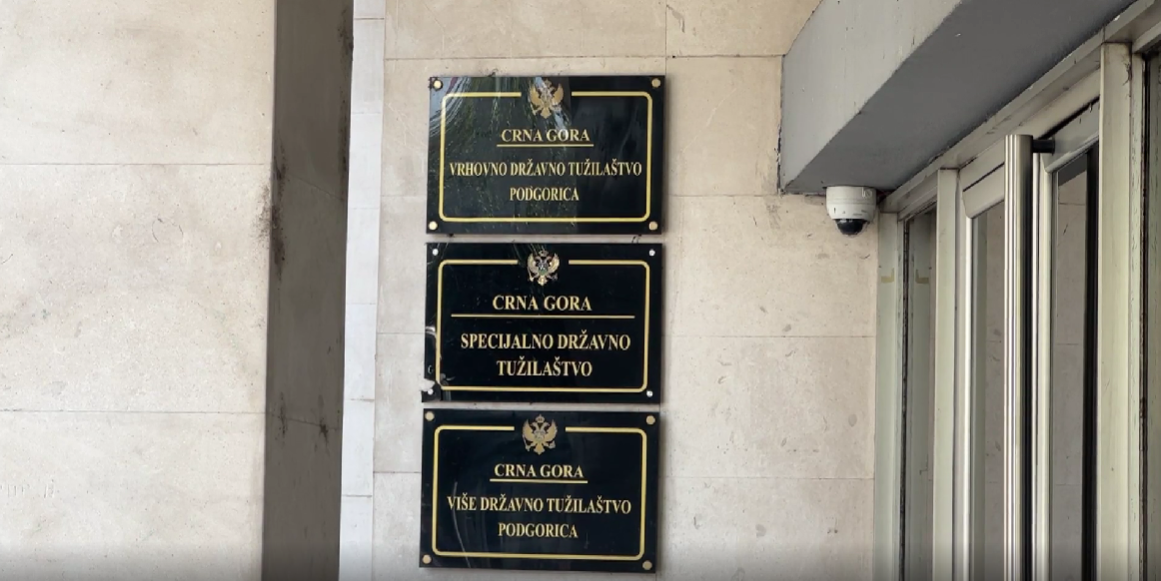 CRNA GORA
VRHOVNO DRŽAVNO TUŽILAŠTVO
PODGORICA
CRNA GORA
SPECIJALNO DRŽAVNO
TUŽILAŠTVO
CRNA GORA
VIŠE DRŽAVNO TUŽILAŠTVO
PODGORICA